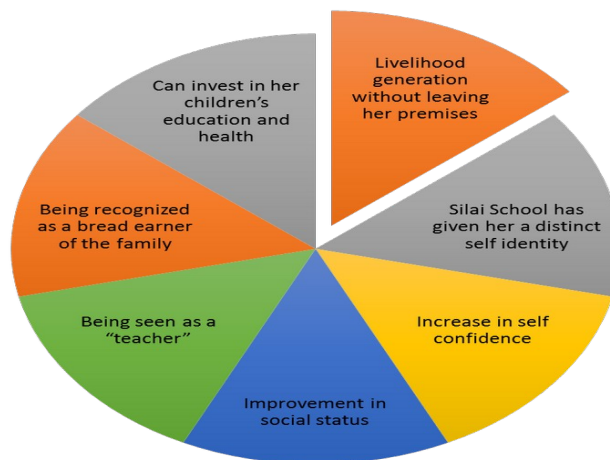 Livelihood
generation
without leaving
her premises
Silai School has
given her a distinct
self identity
Increase in self
confidence
Improvement in
social status
Being seen as a
“teacher”
Being recognized
as a bread earner
of the family
Can invest in her
children’s
education and
health